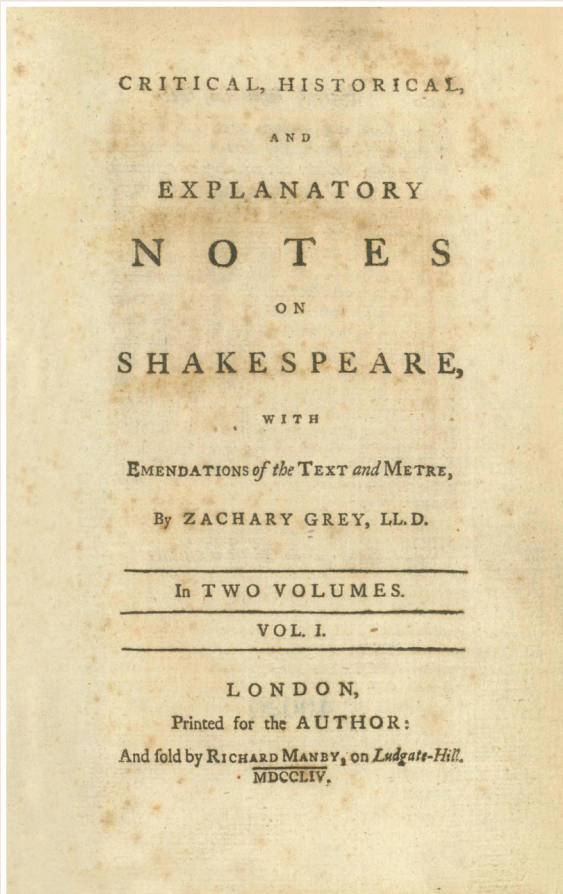 CRITICAL, HISTORICAL,
AND
EXPLANATORY
NOTES
ON
SHAKESPEARE,
WITH
EMENDATIONS of the TEXT and METRE,
By ZACHARY GREY, LL. D.
In TWO VOLUMES.
VOL. I.
LONDON,
Printed for the AUTHOR:
And ſold by RICHARD MANBY, on Ludgate-Hill.
MDCCLIV.